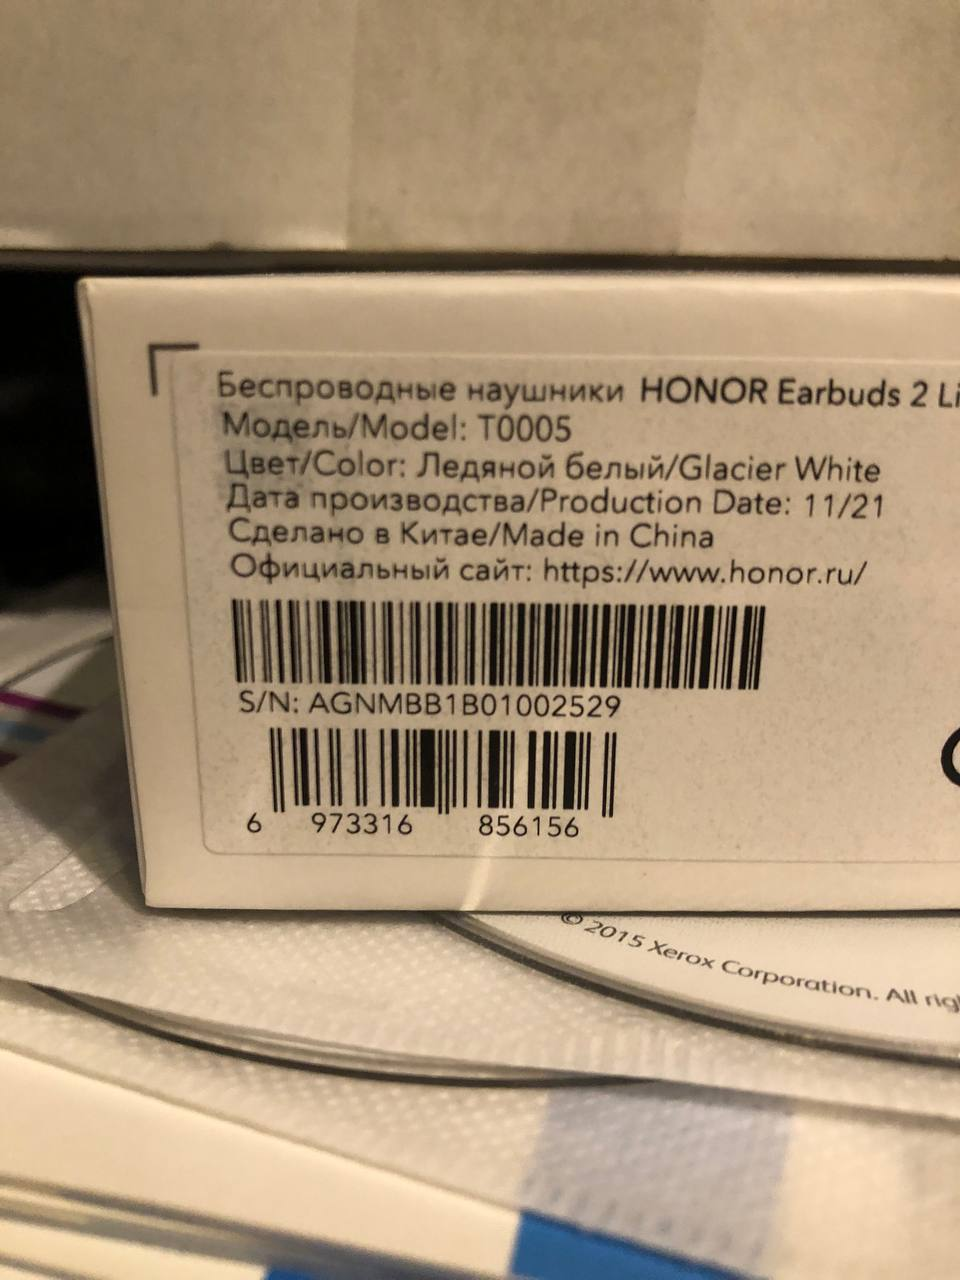 Беспроводные наушники HONOR Earbuds 2 Li
Модель/Model: T0005
Цвет/Color: Ледяной белый/Glacier White
Дата производства/Production Date: 11/21
Сделано в Китае/Made in China
Официальный сайт: https://www.honor.ru/
S/N: AGNMBB1B01002529
6 973316 856156
© 2015 Xerox Corporation. All rig